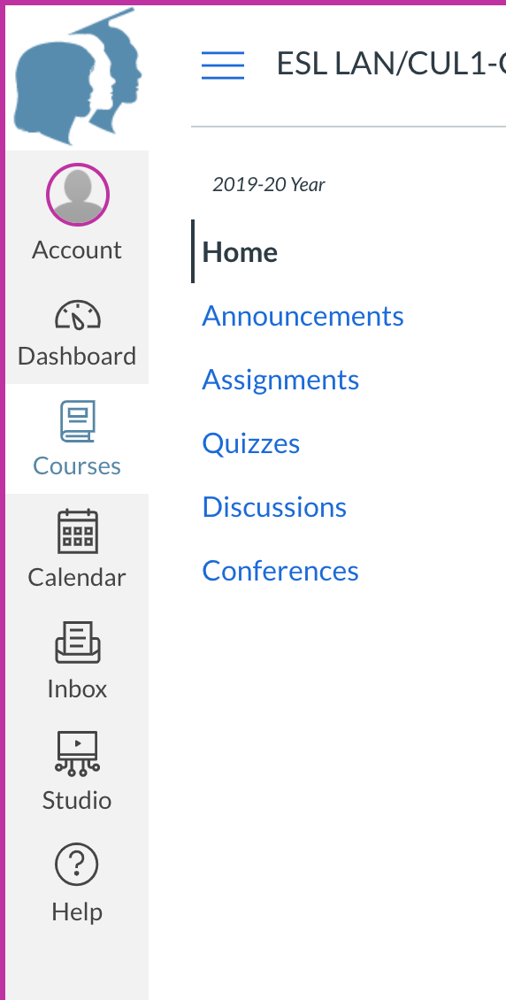 ESL LAN/CUL1-
2019-20 Year
Home
Announcements
Assignments
Quizzes
Discussions
Conferences
Account
Dashboard
Courses
Calendar
Inbox
Studio
Help